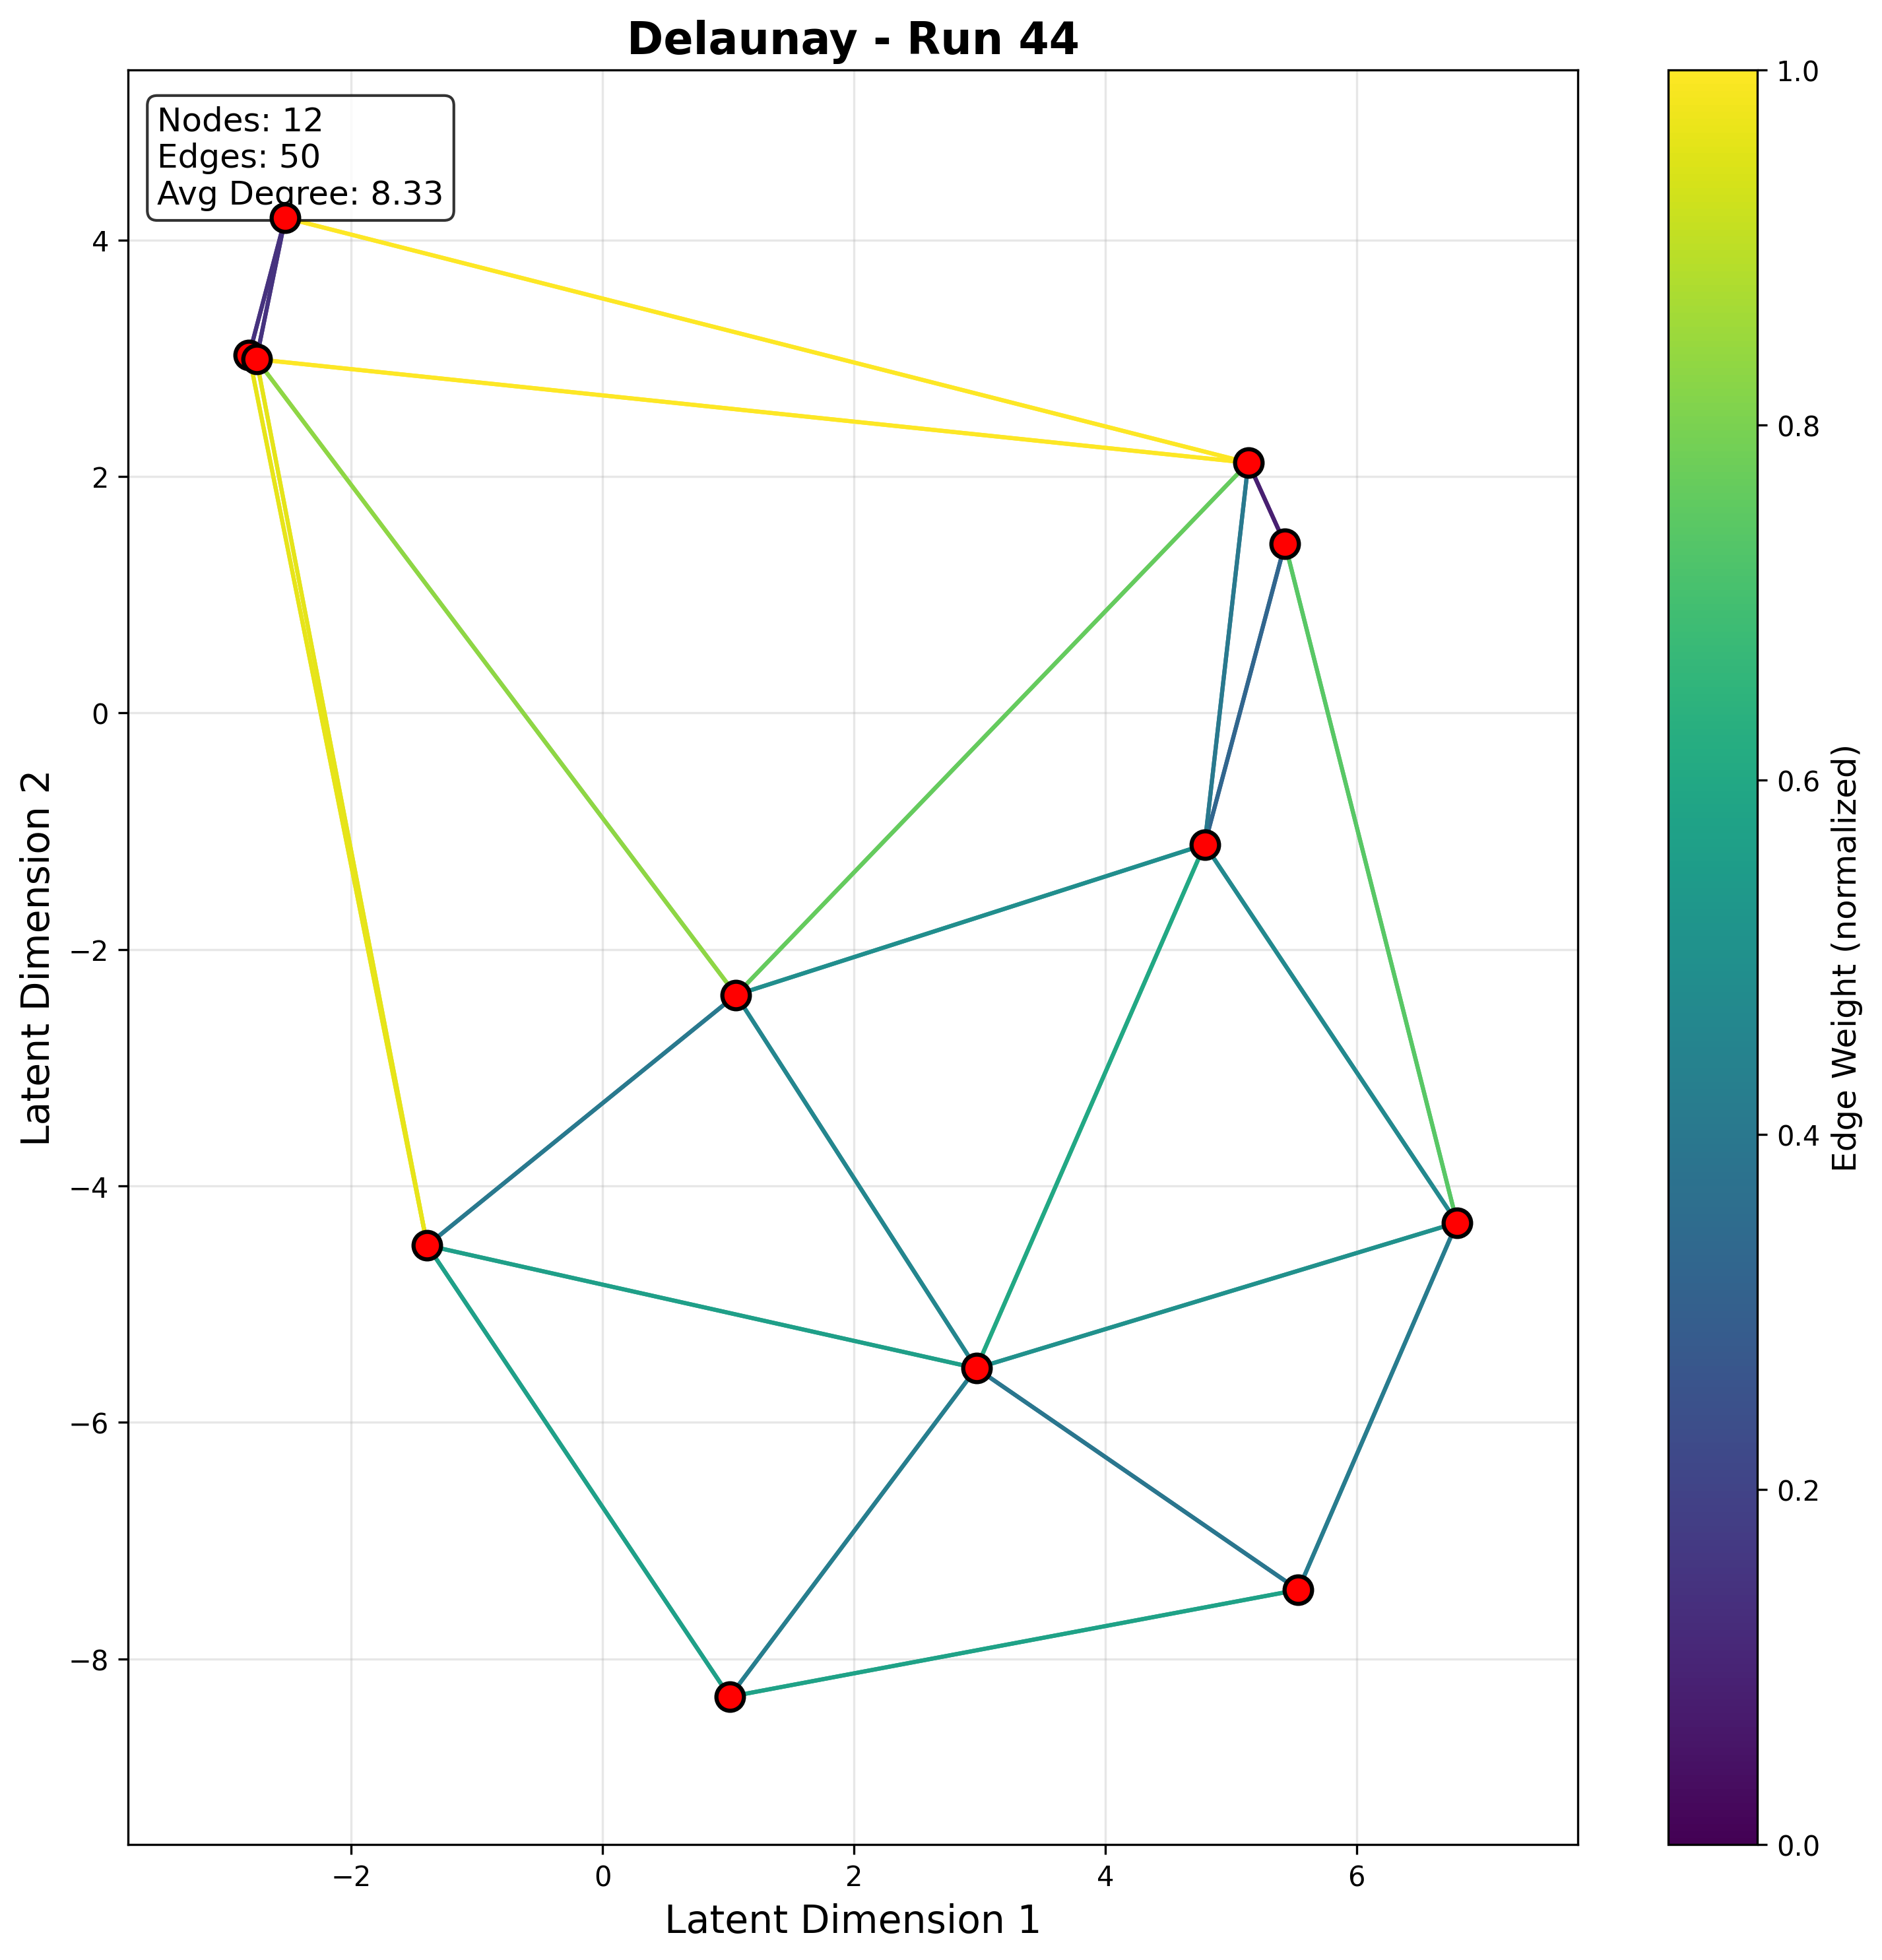 Delaunay - Run 44
Nodes: 12
Edges: 50
Avg Degree: 8.33
4
2
0
−2
−4
−6
−8
−2
0
2
4
6
Latent Dimension 1
Latent Dimension 2
1.0
0.8
0.6
0.4
0.2
0.0
Edge Weight (normalized)